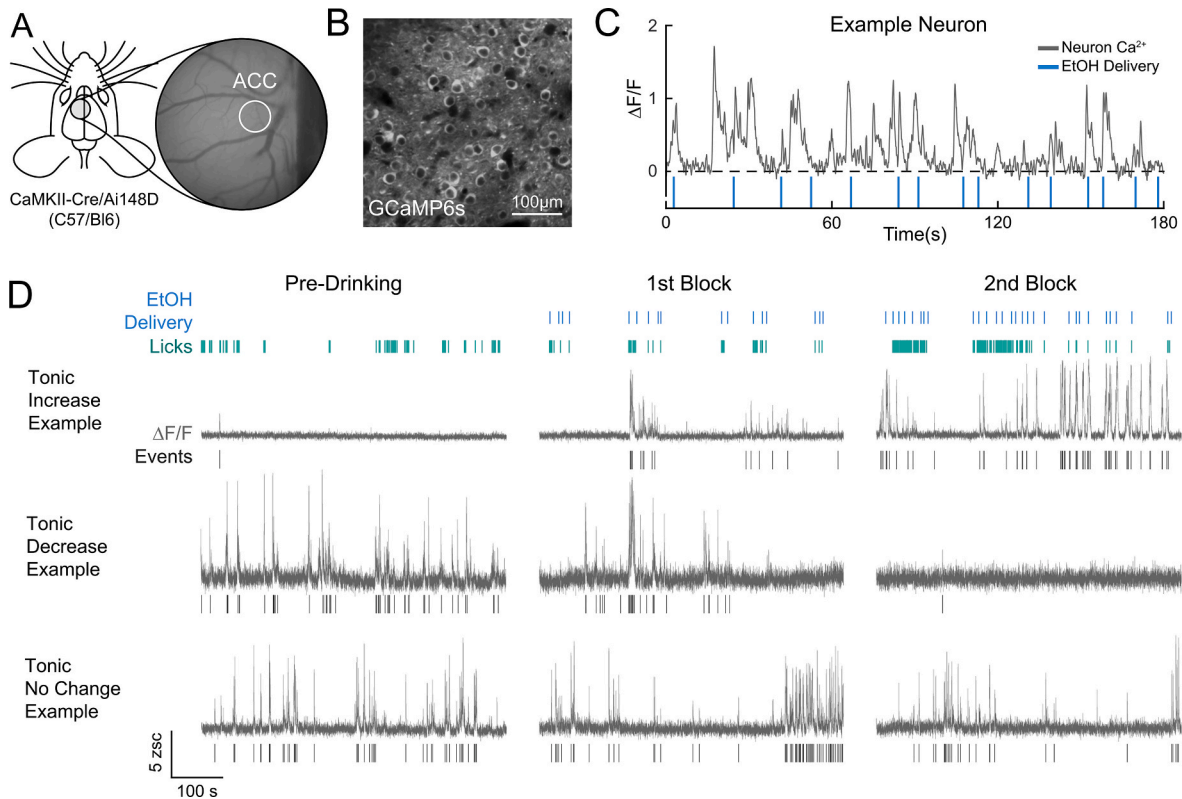 A
ACC
CaMKII-Cre/Ai148D
(C57/Bl6)
B
GCaMP6s
100μm
C
Example Neuron
Neuron Ca²⁺
EtOH Delivery
ΔF/F
2
1
0
0
60
120
180
Time(s)
D
Pre-Drinking
1st Block
2nd Block
EtOH
Delivery
Licks
Tonic
Increase
Example
ΔF/F
Events
Tonic
Decrease
Example
Tonic
No Change
Example
5 zsc
100 s